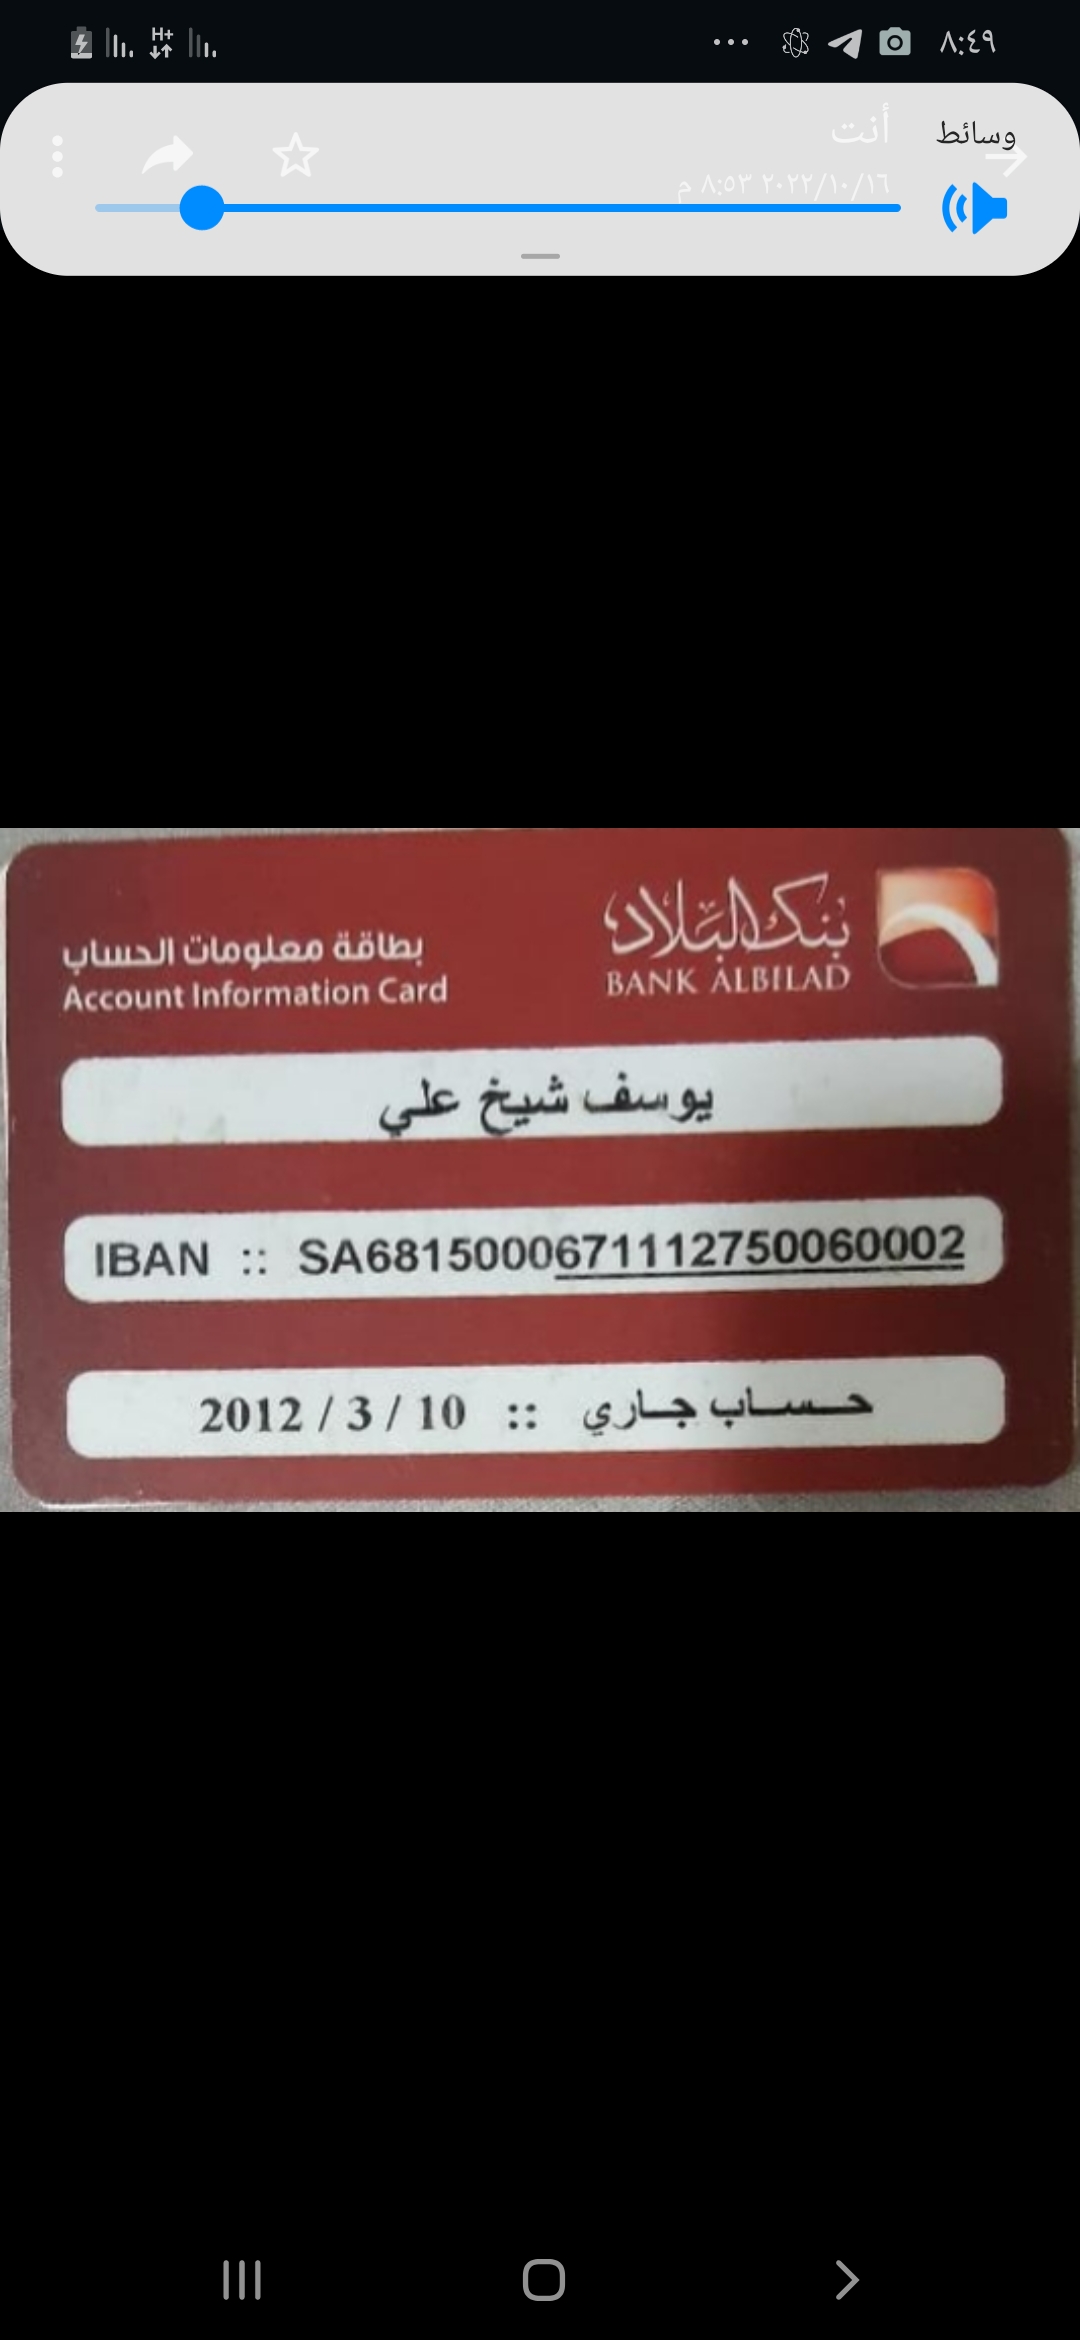 ٨:٤٩
H+
وسائط
أنت
٢٠٢٢/١٠/١٦ ٨:٥٣ م
بنك البلاد
BANK ALBILAD
بطاقة معلومات الحساب
Account Information Card
يوسف شيخ علي
IBAN :: SA6815000671112750060002
حساب جاري :: 2012 / 3 / 10